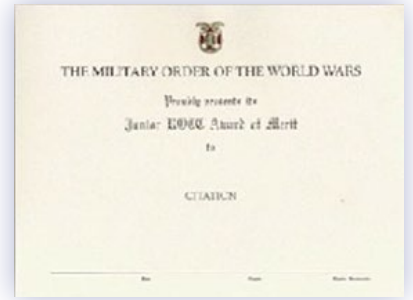 THE MILITARY ORDER OF THE WORLD WARS
Proudly presents its
Junior ROTC Award of Merit
to
CITATION